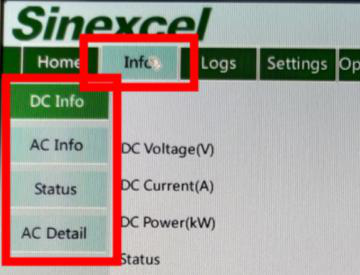 Sinexcel
Home Info Logs Settings Op
DC Info
AC Info
Status
AC Detail
DC Voltage(V)
DC Current(A)
DC Power(kW)
Status